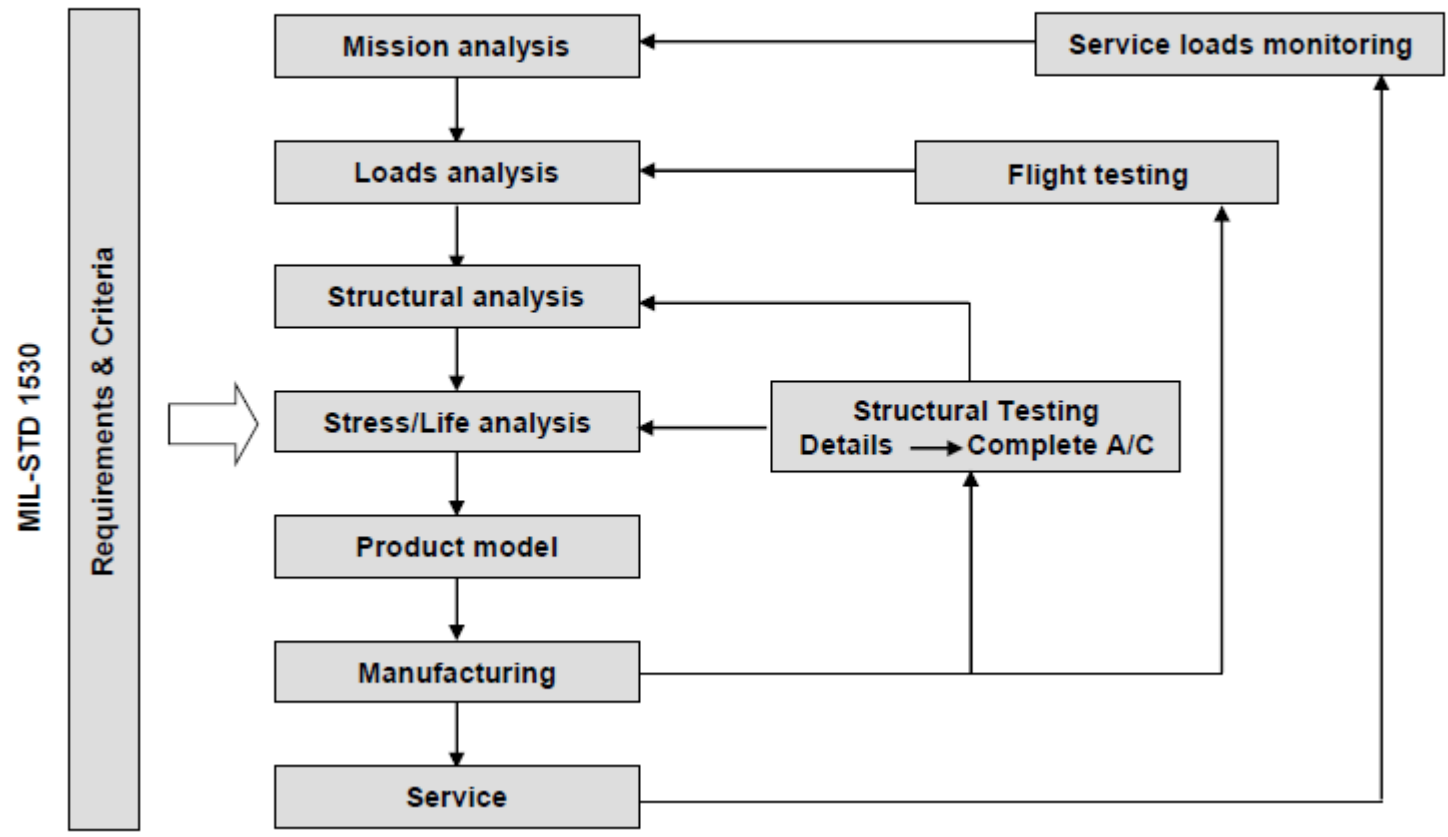 MIL-STD 1530
Requirements & Criteria
Mission analysis
Service loads monitoring
Loads analysis
Flight testing
Structural analysis
Stress/Life analysis
Structural Testing
Details → Complete A/C
Product model
Manufacturing
Service